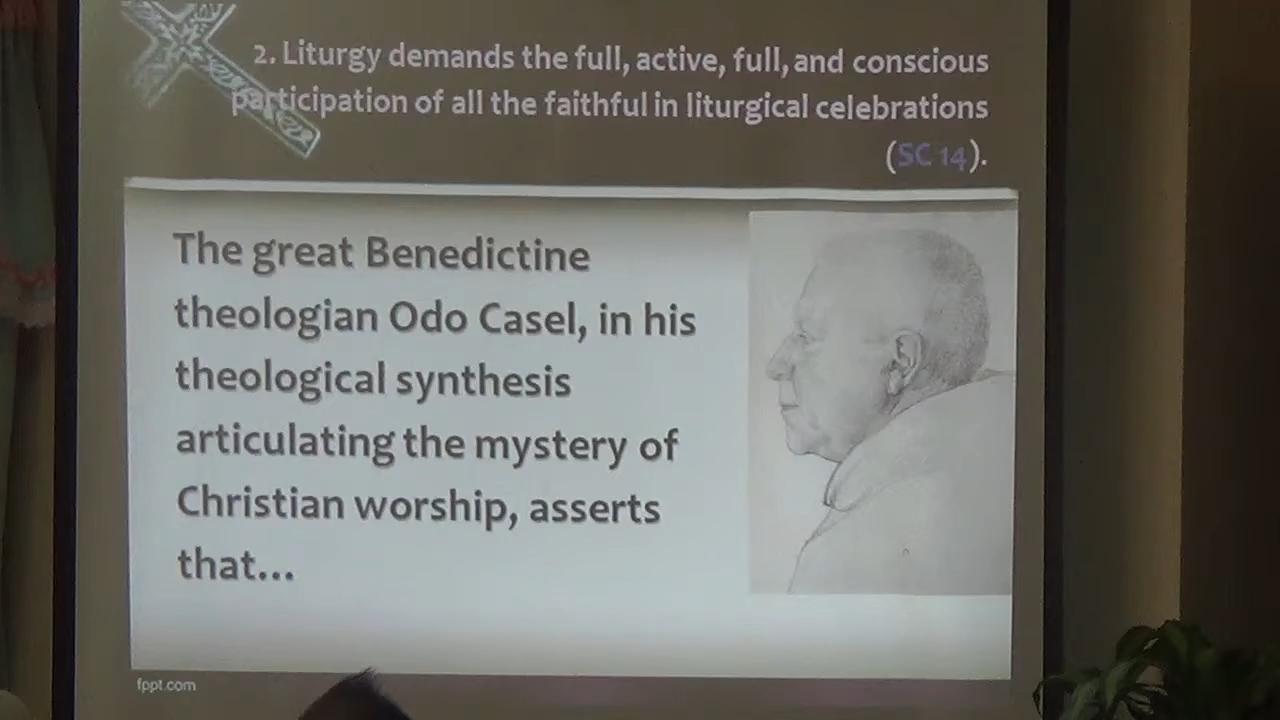 2. Liturgy demands the full, active, full, and conscious
participation of all the faithful in liturgical celebrations
(SC 14).
The great Benedictine
theologian Odo Casel, in his
theological synthesis
articulating the mystery of
Christian worship, asserts
that...
fppt.com